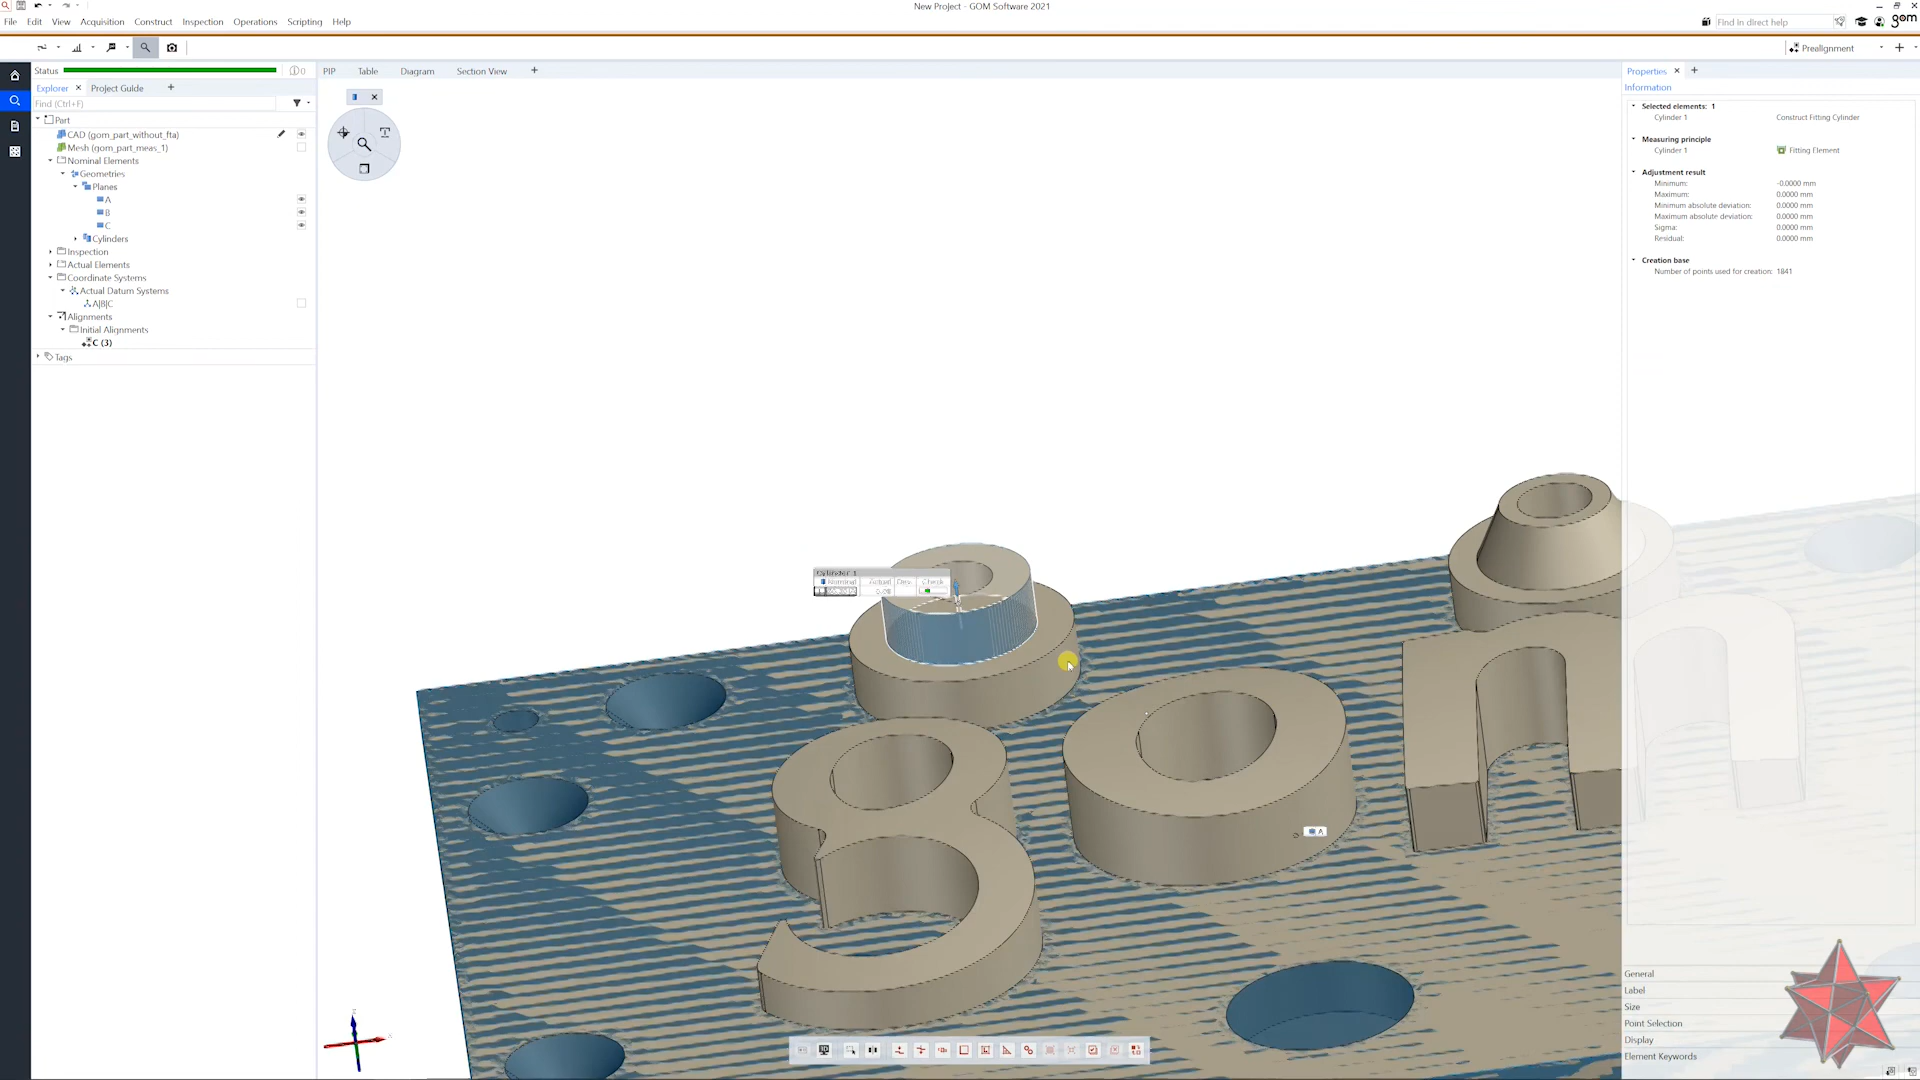 New Project - GOM Software 2021
File Edit View Acquisition Construct Inspection Operations Scripting Help
Find in direct help
gom
Prealignment
Status
0
PIP Table Diagram Section View
Properties
Explorer Project Guide
Information
Find (Ctrl+F)
Part
CAD (gom_part_without_fta)
Mesh (gom_part_meas_1)
Nominal Elements
Geometries
Planes
A
B
C
Cylinders
Inspection
Actual Elements
Coordinate Systems
Actual Datum Systems
A|B|C
Alignments
Initial Alignments
C (3)
Tags
Selected elements: 1
Cylinder 1 Construct Fitting Cylinder
Measuring principle
Cylinder 1 Fitting Element
Adjustment result
Minimum: -0.0000 mm
Maximum: 0.0000 mm
Minimum absolute deviation: 0.0000 mm
Maximum absolute deviation: 0.0000 mm
Sigma: 0.0000 mm
Residual: 0.0000 mm
Creation base
Number of points used for creation: 1841
Cylinder 1
Nominal Actual Dev. Check
A
General
Label
Size
Point Selection
Display
Element Keywords